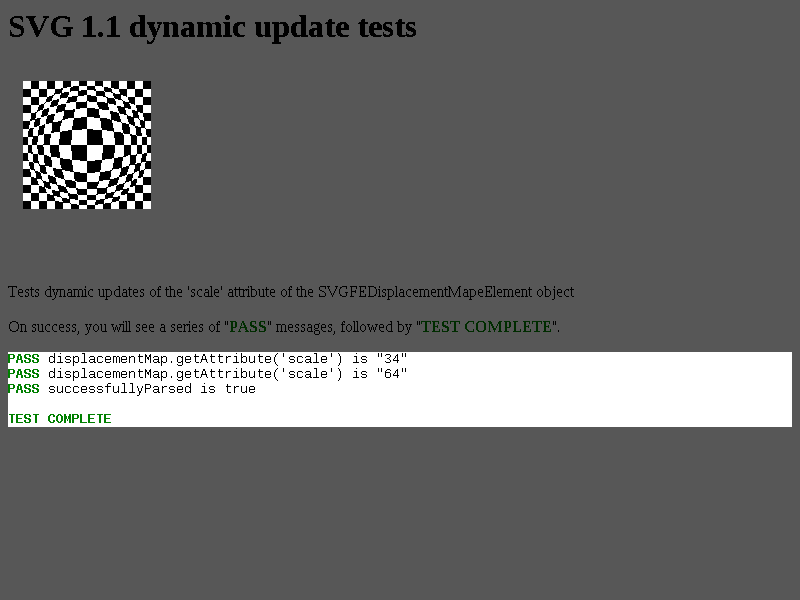 SVG 1.1 dynamic update tests
Tests dynamic updates of the 'scale' attribute of the SVGFEDisplacementMapeElement object
On success, you will see a series of "PASS" messages, followed by "TEST COMPLETE".
PASS displacementMap.getAttribute('scale') is "34"
PASS displacementMap.getAttribute('scale') is "64"
PASS successfullyParsed is true
TEST COMPLETE